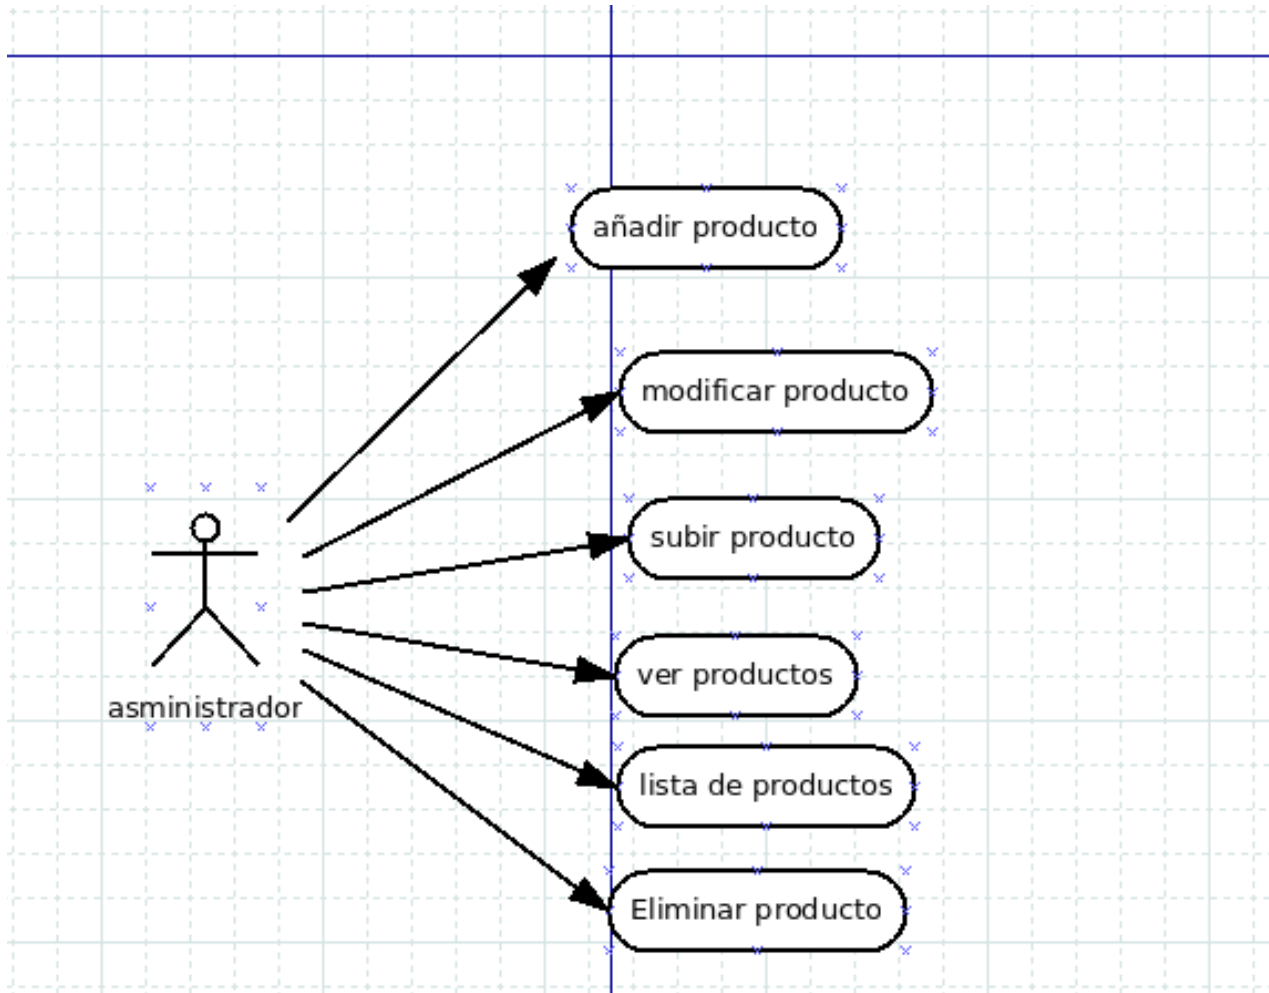 añadir producto
modificar producto
subir producto
ver productos
asministrador
lista de productos
Eliminar producto